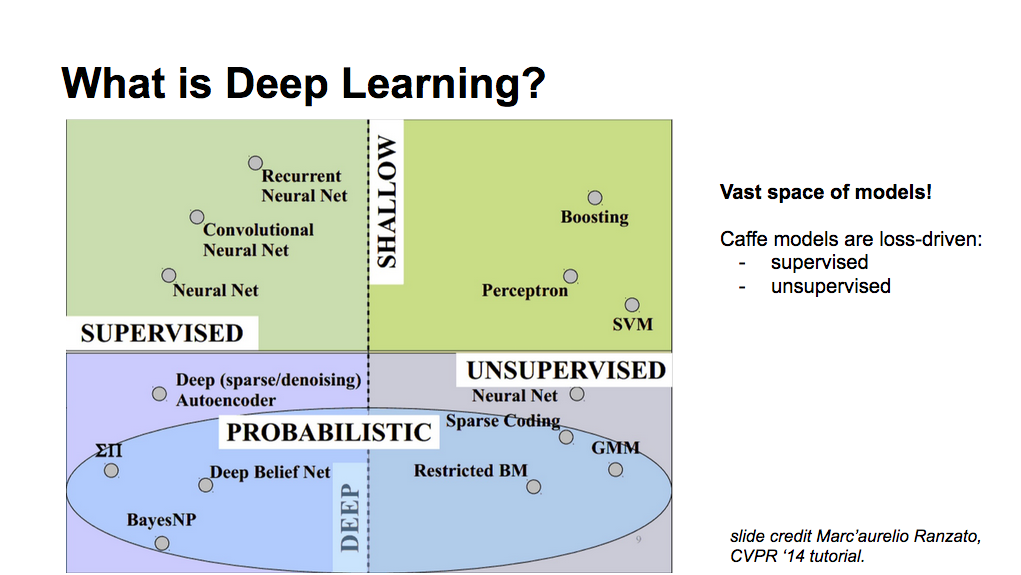 What is Deep Learning?
SHALLOW
Recurrent
Neural Net
Convolutional
Neural Net
Neural Net
Boosting
Perceptron
SVM
SUPERVISED
UNSUPERVISED
Deep (sparse/denoising)
Autoencoder
Neural Net
Sparse Coding
PROBABILISTIC
ΣΠ
GMM
Deep Belief Net
Restricted BM
DEEP
BayesNP
9
Vast space of models!
Caffe models are loss-driven:
- supervised
- unsupervised
slide credit Marc’aurelio Ranzato,
CVPR ‘14 tutorial.